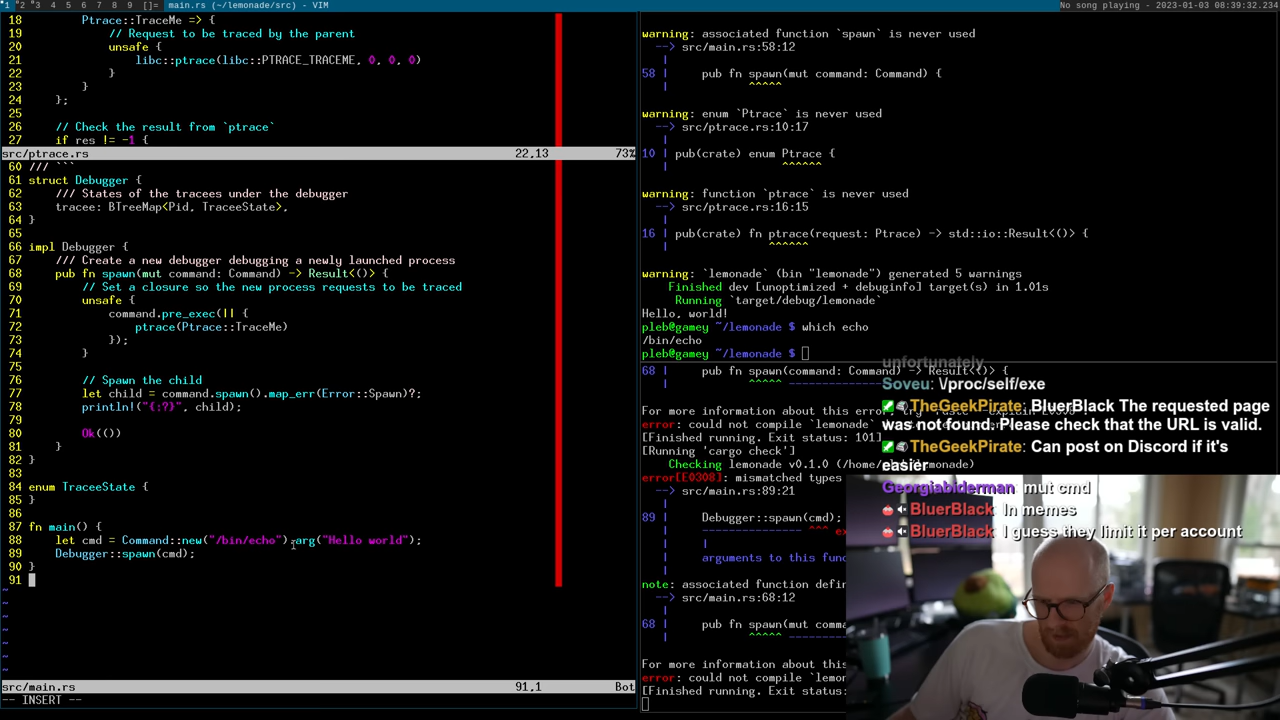 1 2 3 4 5 6 7 8 9 []= main.rs (~/lemonade/src) - VIM
No song playing - 2023-01-03 08:39:32.234
18 Ptrace::TraceMe => {
19 // Request to be traced by the parent
20 unsafe {
21 libc::ptrace(libc::PTRACE_TRACEME, 0, 0, 0)
22 }
23 }
24 };
25
26 // Check the result from `ptrace`
27 if res != -1 {
src/ptrace.rs 22,13 73%
60 /// ```
61 struct Debugger {
62 /// States of the tracees under the debugger
63 tracee: BTreeMap<Pid, TraceeState>,
64 }
65
66 impl Debugger {
67 /// Create a new debugger debugging a newly launched process
68 pub fn spawn(mut command: Command) -> Result<()> {
69 // Set a closure so the new process requests to be traced
70 unsafe {
71 command.pre_exec(|| {
72 ptrace(Ptrace::TraceMe)
73 });
74 }
75
76 // Spawn the child
77 let child = command.spawn().map_err(Error::Spawn)?;
78 println!("{:?}", child);
79
80 Ok(())
81 }
82 }
83
84 enum TraceeState {
85 }
86
87 fn main() {
88 let cmd = Command::new("/bin/echo").arg("Hello world");
89 Debugger::spawn(cmd);
90 }
91
~
~
~
~
~
~
~
src/main.rs 91,1 Bot
-- INSERT --
warning: associated function `spawn` is never used
--> src/main.rs:58:12
|
58 | pub fn spawn(mut command: Command) {
| ^^^^^
warning: enum `Ptrace` is never used
--> src/ptrace.rs:10:17
|
10 | pub(crate) enum Ptrace {
| ^^^^^^
warning: function `ptrace` is never used
--> src/ptrace.rs:16:15
|
16 | pub(crate) fn ptrace(request: Ptrace) -> std::io::Result<()> {
| ^^^^^^
warning: `lemonade` (bin "lemonade") generated 5 warnings
Finished dev [unoptimized + debuginfo] target(s) in 1.01s
Running `target/debug/lemonade`
Hello, world!
pleb@gamey ~/lemonade $ which echo
/bin/echo
pleb@gamey ~/lemonade $
68 | pub fn spawn(command: Command) -> Result<()> {
| ^^^^^ --------------
For more information about this error, try `rustc --explain
error: could not compile `lemonade`
[Finished running. Exit status: 101]
[Running 'cargo check']
Checking lemonade v0.1.0 (/home/ /lemonade)
error[E0308]: mismatched types
--> src/main.rs:89:21
|
89 | Debugger::spawn(cmd);
| --------------- ^^^
| |
| arguments to this func
|
note: associated function defin
--> src/main.rs:68:12
|
68 | pub fn spawn(mut comma
| ^^^^^ ----
For more information about this
error: could not compile `lemon
[Finished running. Exit status:
unfortunately
Soveu: \/proc/self/exe
TheGeekPirate: BluerBlack The requested page
was not found. Please check that the URL is valid.
TheGeekPirate: Can post on Discord if it's
easier
Georgiabiderman: mut cmd
BluerBlack: In memes
BluerBlack: I guess they limit it per account